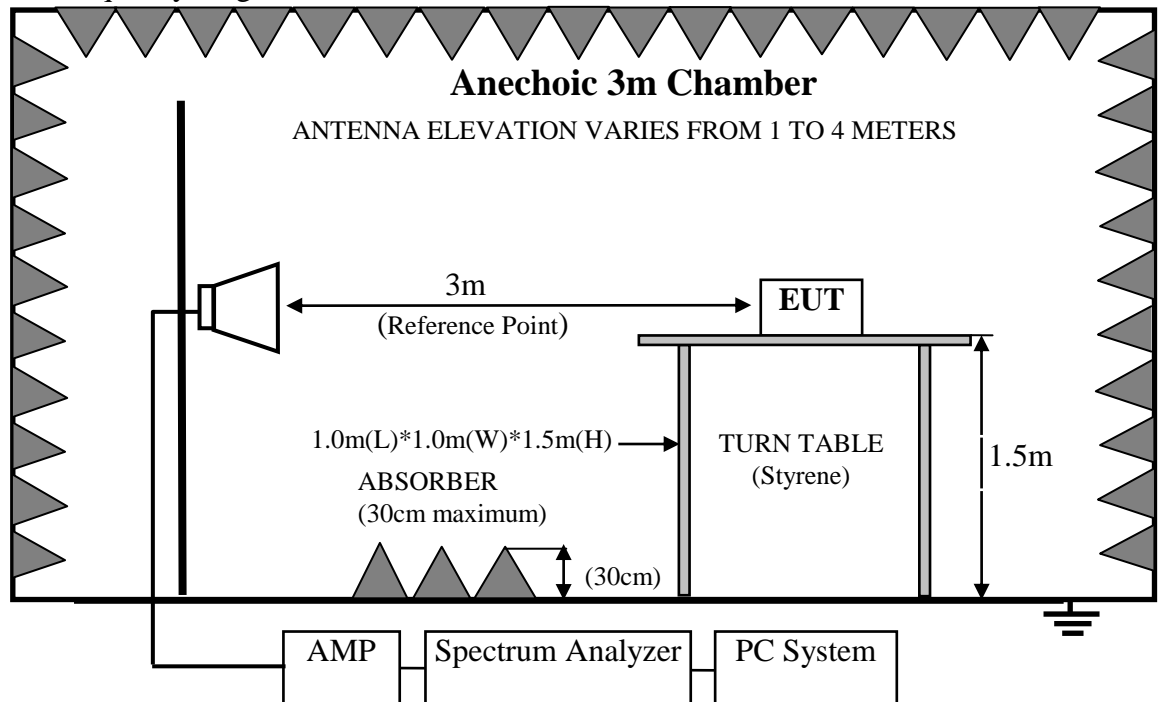 Anechoic 3m Chamber
ANTENNA ELEVATION VARIES FROM 1 TO 4 METERS
3m
(Reference Point)
EUT
1.0m(L)*1.0m(W)*1.5m(H)
TURN TABLE
(Styrene)
1.5m
ABSORBER
(30cm maximum)
(30cm)
AMP
Spectrum Analyzer
PC System